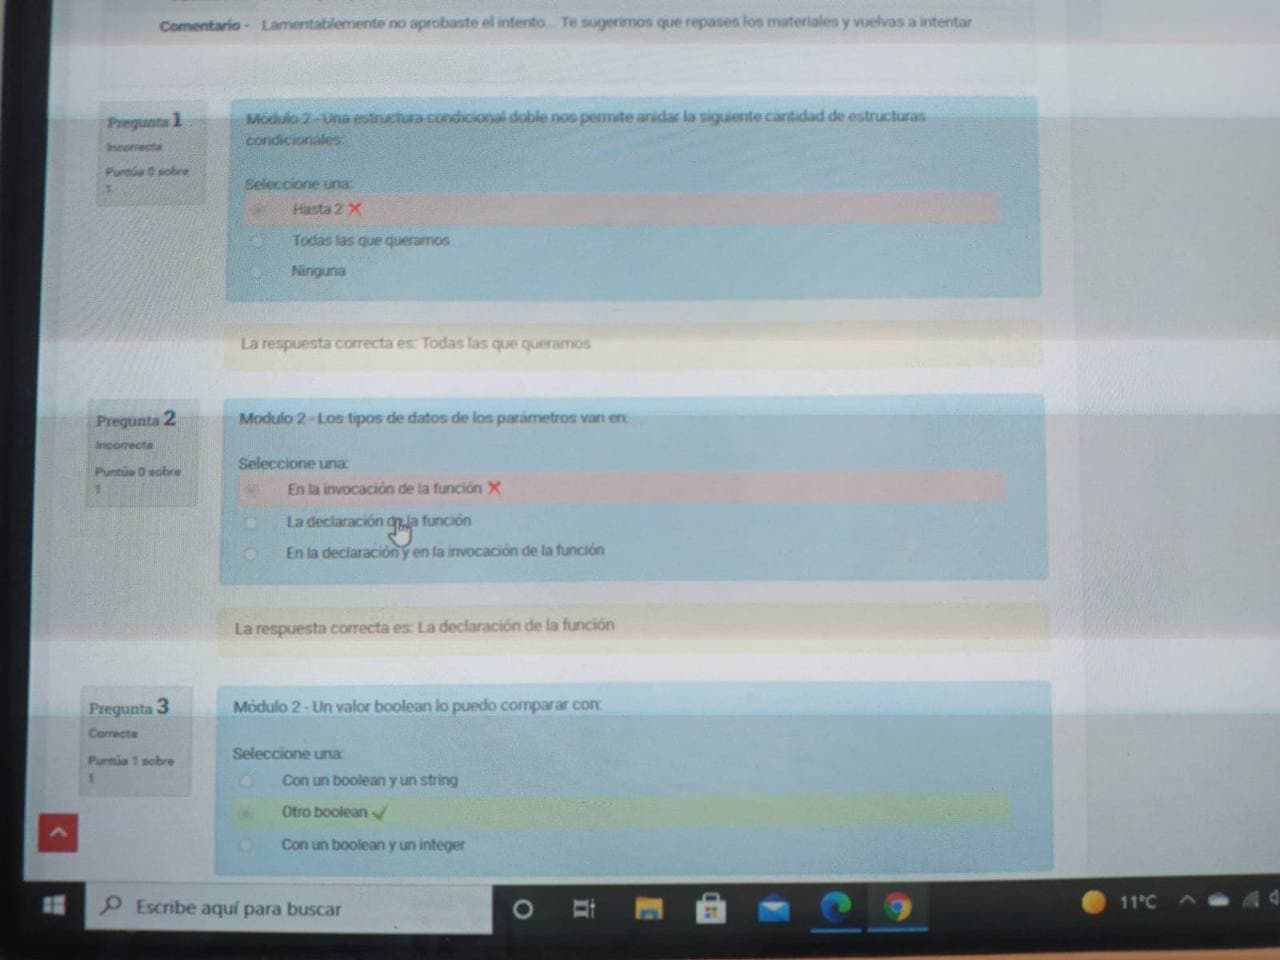 Comentario - Lamentablemente no aprobaste el intento... Te sugerimos que repases los materiales y vuelvas a intentar
Pregunta 1
Incorrecta
Puntúa 0 sobre
1
Módulo 2 - Una estructura condicional doble nos permite anidar la siguiente cantidad de estructuras
condicionales:
Seleccione una:
Hasta 2
Todas las que queramos
Ninguna
La respuesta correcta es: Todas las que queramos
Pregunta 2
Incorrecta
Puntúa 0 sobre
1
Modulo 2 - Los tipos de datos de los parámetros van en:
Seleccione una:
En la invocación de la función
La declaración de la función
En la declaración y en la invocación de la función
La respuesta correcta es: La declaración de la función
Pregunta 3
Correcta
Puntúa 1 sobre
1
Módulo 2 - Un valor boolean lo puedo comparar con:
Seleccione una:
Con un boolean y un string
Otro boolean
Con un boolean y un integer
Escribe aquí para buscar
11°C